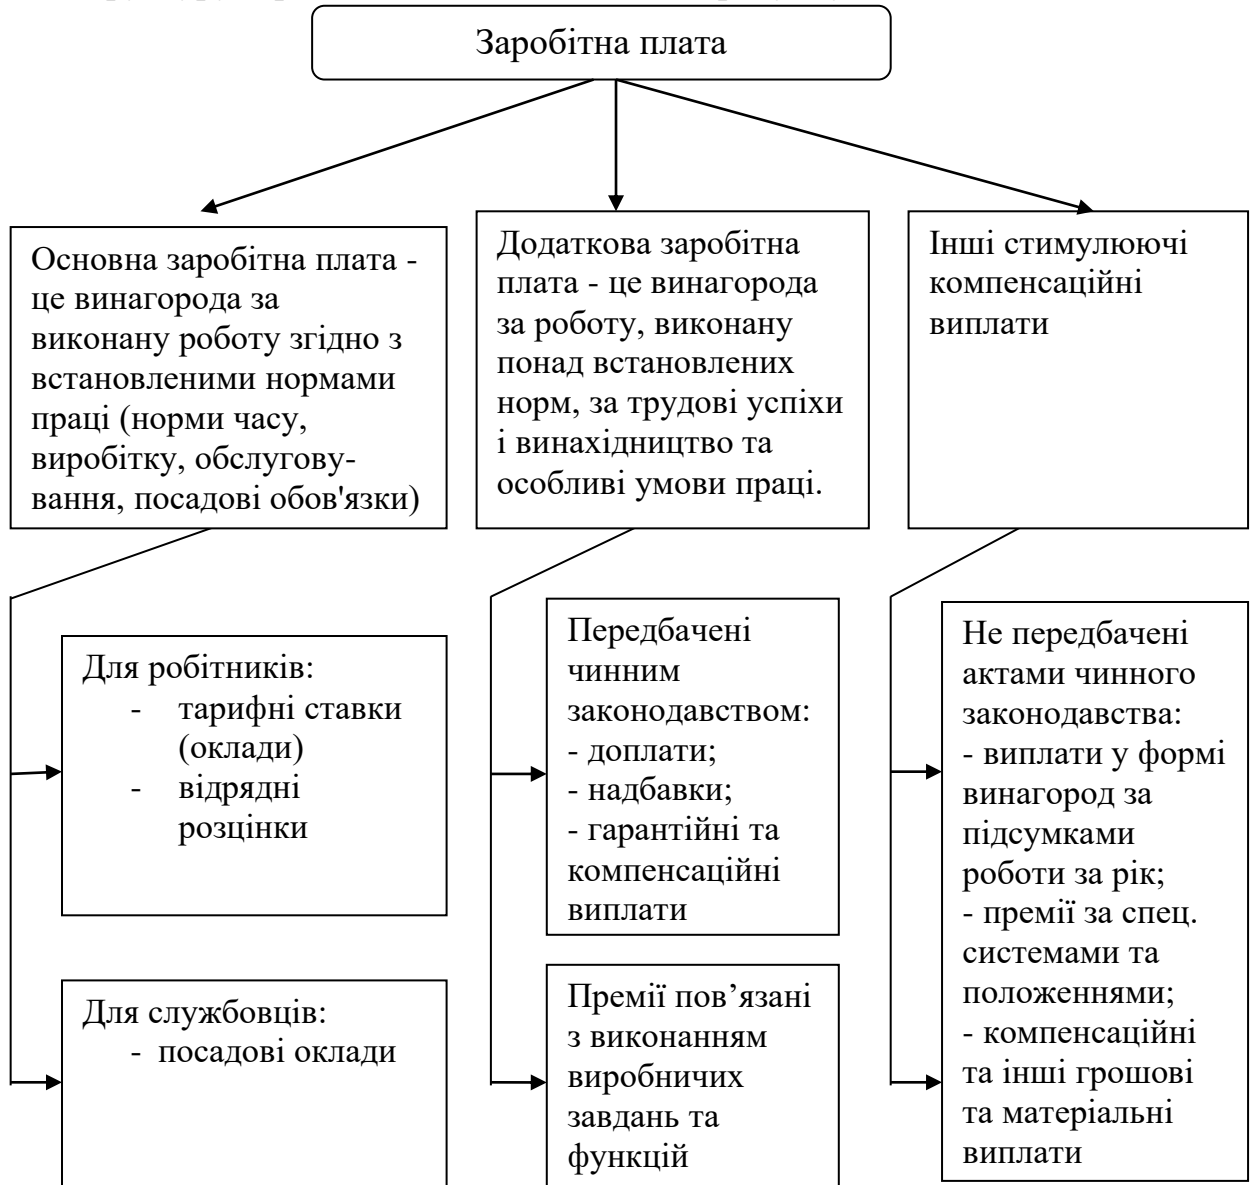 Заробітна плата
Основна заробітна плата -
це винагорода за
виконану роботу згідно з
встановленими нормами
праці (норми часу,
виробітку, обслугову-
вання, посадові обов'язки)
Додаткова заробітна
плата - це винагорода
за роботу, виконану
понад встановлених
норм, за трудові успіхи
і винахідництво та
особливі умови праці.
Інші стимулюючі
компенсаційні
виплати
Для робітників:
- тарифні ставки
(оклади)
- відрядні
розцінки
Для службовців:
- посадові оклади
Передбачені
чинним
законодавством:
- доплати;
- надбавки;
- гарантійні та
компенсаційні
виплати
Премії пов’язані
з виконанням
виробничих
завдань та
функцій
Не передбачені
актами чинного
законодавства:
- виплати у формі
винагород за
підсумками
роботи за рік;
- премії за спец.
системами та
положеннями;
- компенсаційні
та інші грошові
та матеріальні
виплати